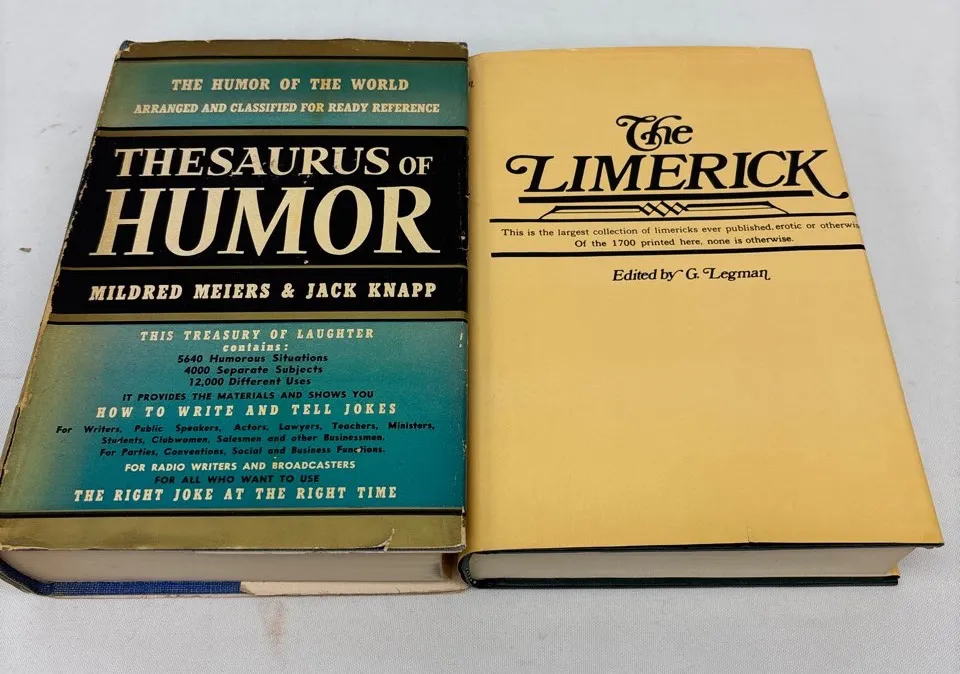 THE HUMOR OF THE WORLD
ARRANGED AND CLASSIFIED FOR READY REFERENCE
THESAURUS OF
HUMOR
MILDRED MEIERS & JACK KNAPP
THIS TREASURY OF LAUGHTER
contains:
5640 Humorous Situations
4000 Separate Subjects
12,000 Different Uses
IT PROVIDES THE MATERIALS AND SHOWS YOU
HOW TO WRITE AND TELL JOKES
For Writers, Public Speakers, Actors, Lawyers, Teachers, Ministers,
Students, Clubwomen, Salesmen and other Businessmen.
For Parties, Conventions, Social and Business Functions.
FOR RADIO WRITERS AND BROADCASTERS
FOR ALL WHO WANT TO USE
THE RIGHT JOKE AT THE RIGHT TIME
The
LIMERICK
This is the largest collection of limericks ever published, erotic or otherwis
Of the 1700 printed here, none is otherwise.
Edited by G. Legman